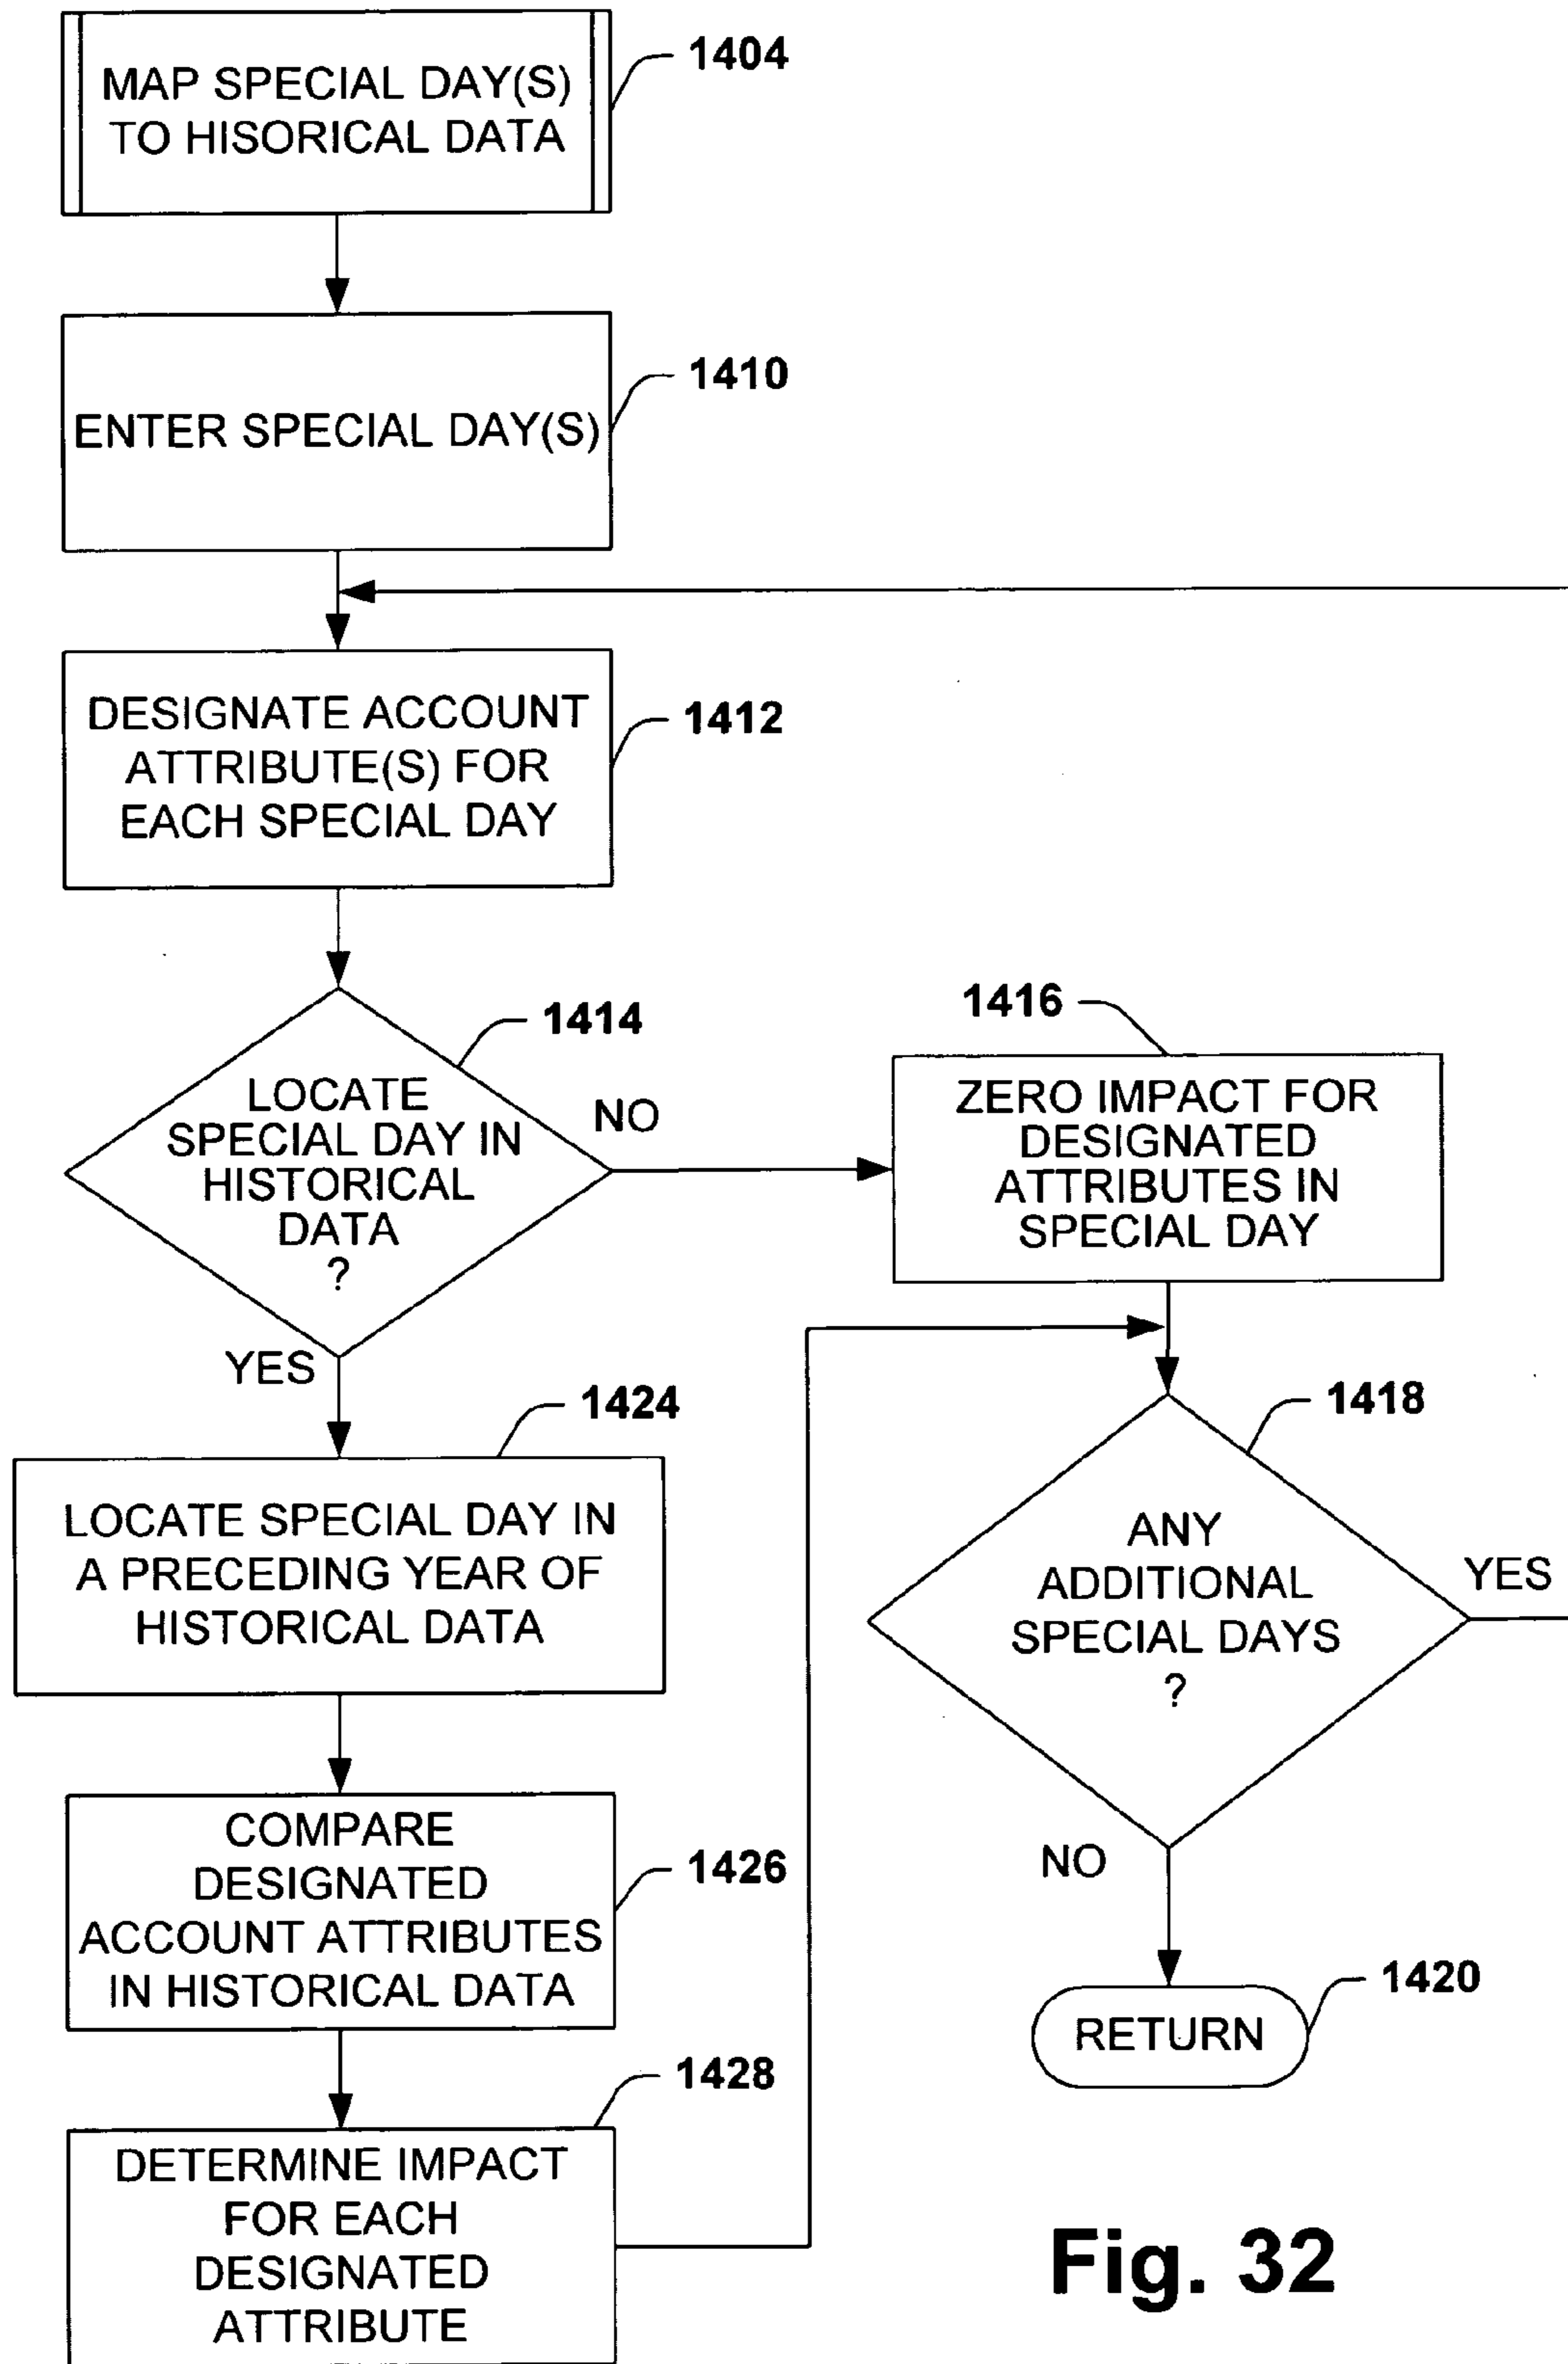 MAP SPECIAL DAY(S)
TO HISORICAL DATA
1404
ENTER SPECIAL DAY(S)
1410
DESIGNATE ACCOUNT
ATTRIBUTE(S) FOR
EACH SPECIAL DAY
1412
LOCATE
SPECIAL DAY IN
HISTORICAL
DATA
?
1414
NO
YES
1416
ZERO IMPACT FOR
DESIGNATED
ATTRIBUTES IN
SPECIAL DAY
1418
ANY
ADDITIONAL
SPECIAL DAYS
?
YES
NO
1420
RETURN
1424
LOCATE SPECIAL DAY IN
A PRECEDING YEAR OF
HISTORICAL DATA
COMPARE
DESIGNATED
ACCOUNT ATTRIBUTES
IN HISTORICAL DATA
1426
1428
DETERMINE IMPACT
FOR EACH
DESIGNATED
ATTRIBUTE
Fig. 32